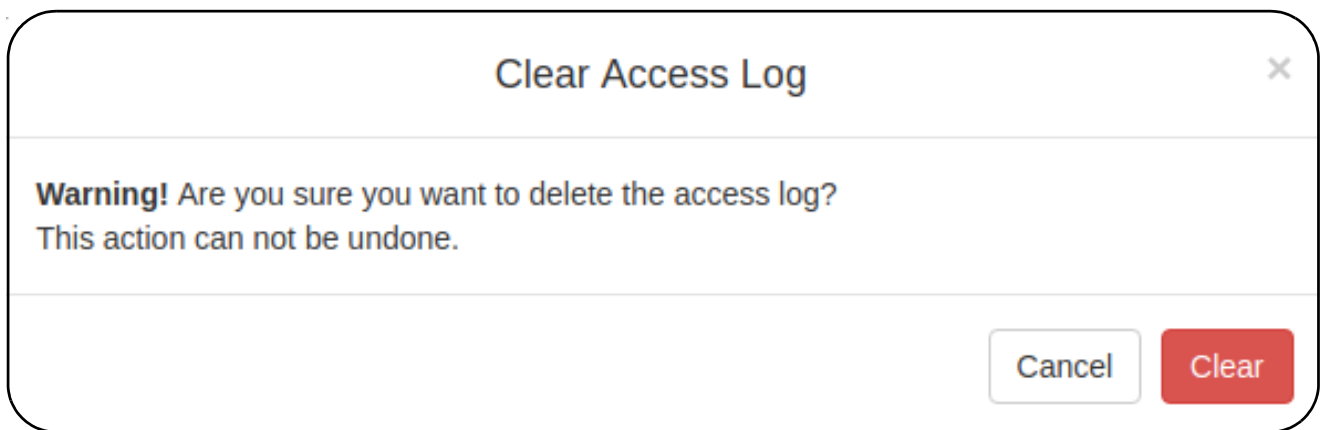 Clear Access Log ×
Warning! Are you sure you want to delete the access log?
This action can not be undone.
Cancel Clear